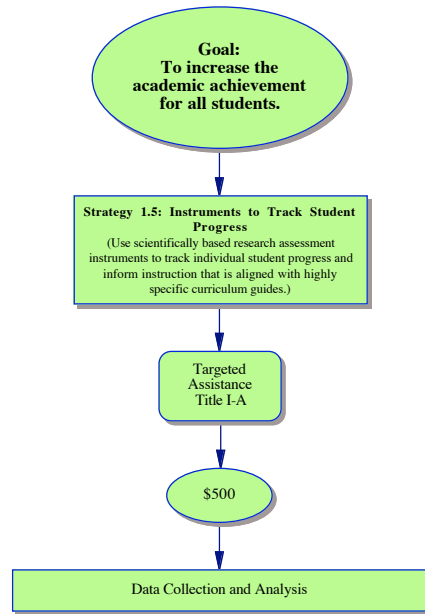 Goal:
To increase the
academic achievement
for all students.
Strategy 1.5: Instruments to Track Student
Progress
(Use scientifically based research assessment
instruments to track individual student progress and
inform instruction that is aligned with highly
specific curriculum guides.)
Targeted
Assistance
Title I-A
$500
Data Collection and Analysis